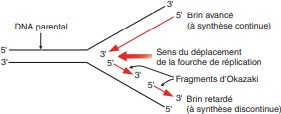 3'
DNA parental
5' Brin avancé
(à synthèse continue)
5'
3'
3'
Sens du déplacement
de la fourche de réplication
5'
3'
5'
Fragments d'Okazaki
3'
Brin retardé
5' (à synthèse discontinue)